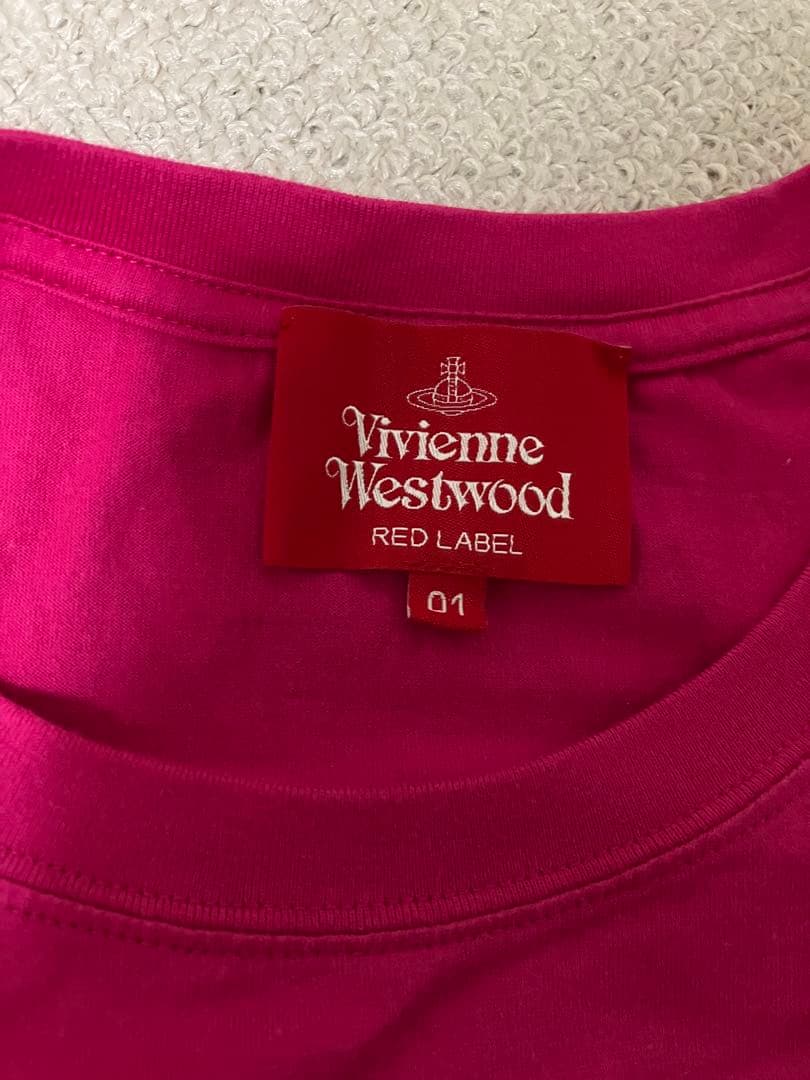 Vivienne
Westwood
RED LABEL
01